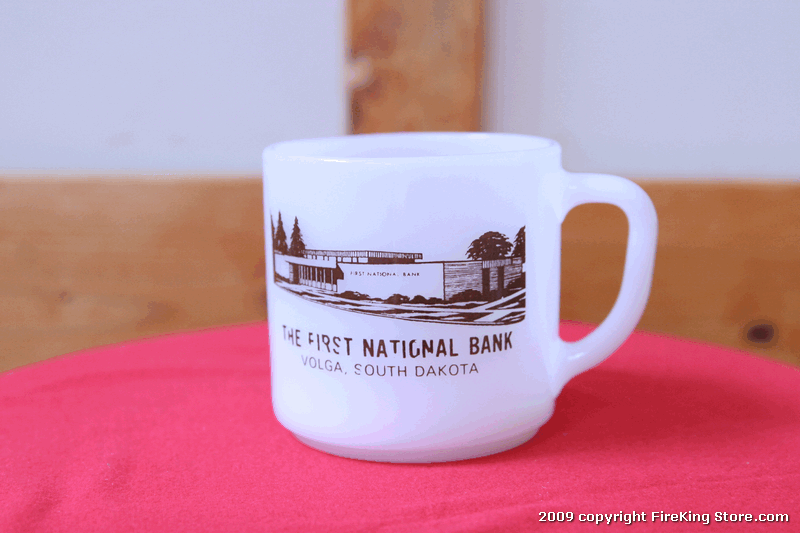 FIRST NATIONAL BANK
THE FIRST NATIONAL BANK
VOLGA, SOUTH DAKOTA
2009 copyright FireKing Store.com